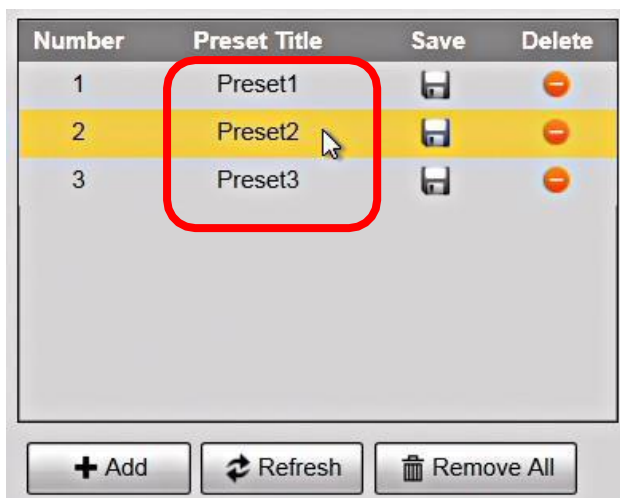 Number Preset Title Save Delete
1 Preset1
2 Preset2
3 Preset3
Add Refresh Remove All